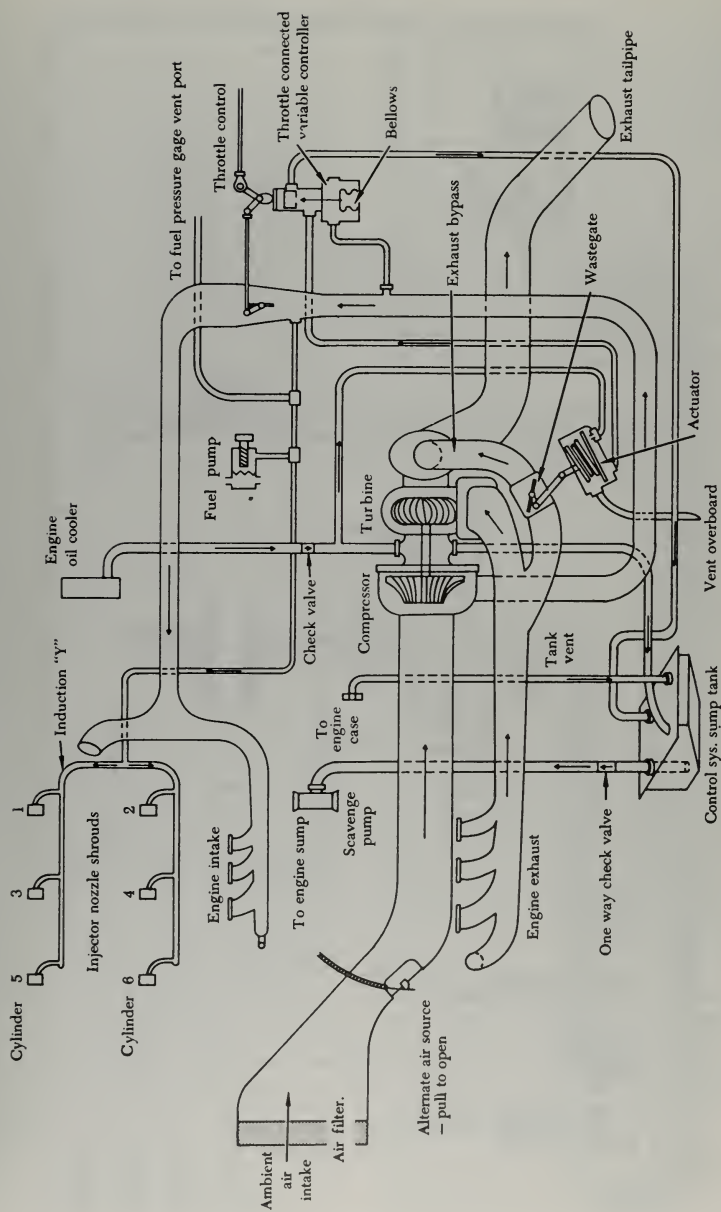 Cylinder
5
3
1
Induction "Y"
Injector nozzle shrouds
Cylinder
6
4
2
Engine intake
Engine
oil cooler
Fuel pump
To fuel pressure gage vent port
Throttle control
Throttle connected
variable controller
Bellows
Check valve
Turbine
Compressor
Exhaust bypass
Wastegate
Exhaust tailpipe
Actuator
Vent overboard
Ambient
air
intake
Air filter.
Alternate air source
– pull to open
To engine sump
Scavenge
pump
To
engine
case
Tank
vent
Engine exhaust
One way check valve
Control sys. sump tank